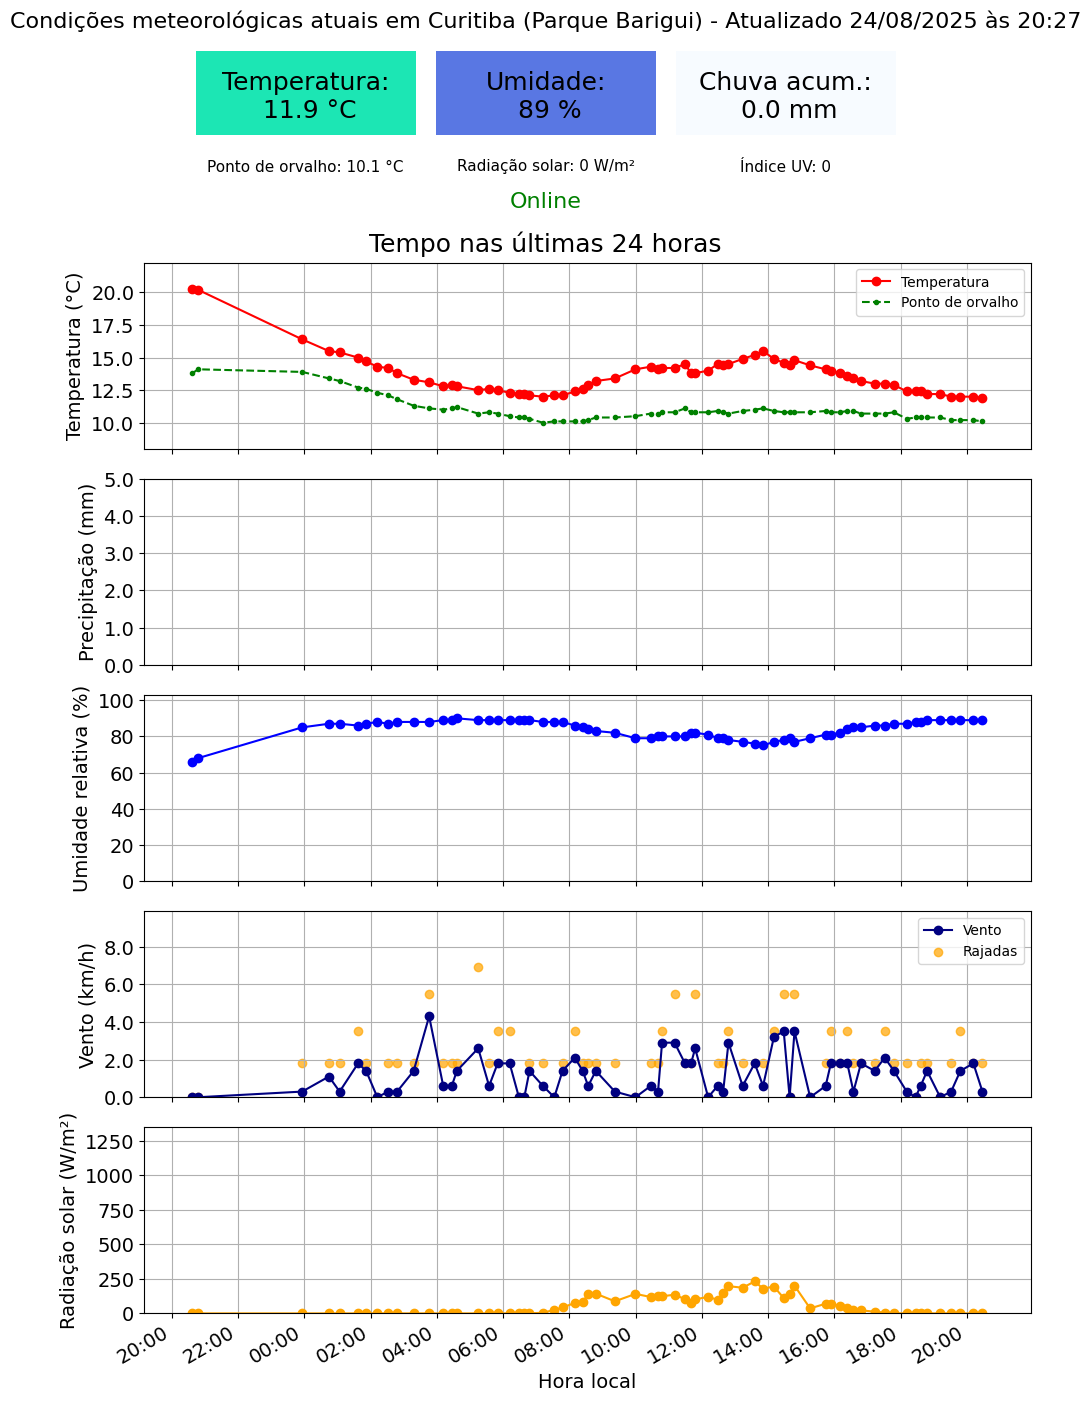 Condições meteorológicas atuais em Curitiba (Parque Barigui) - Atualizado 24/08/2025 às 20:27
Temperatura:
11.9 °C
Umidade:
89 %
Chuva acum.:
0.0 mm
Ponto de orvalho: 10.1 °C
Radiação solar: 0 W/m²
Índice UV: 0
Online
Tempo nas últimas 24 horas
Temperatura (°C)
20.0
17.5
15.0
12.5
10.0
Temperatura
Ponto de orvalho
Precipitação (mm)
5.0
4.0
3.0
2.0
1.0
0.0
Umidade relativa (%)
100
80
60
40
20
0
Vento (km/h)
8.0
6.0
4.0
2.0
0.0
Vento
Rajadas
Radiação solar (W/m²)
1250
1000
750
500
250
0
20:00
22:00
00:00
02:00
04:00
06:00
08:00
10:00
12:00
14:00
16:00
18:00
20:00
Hora local